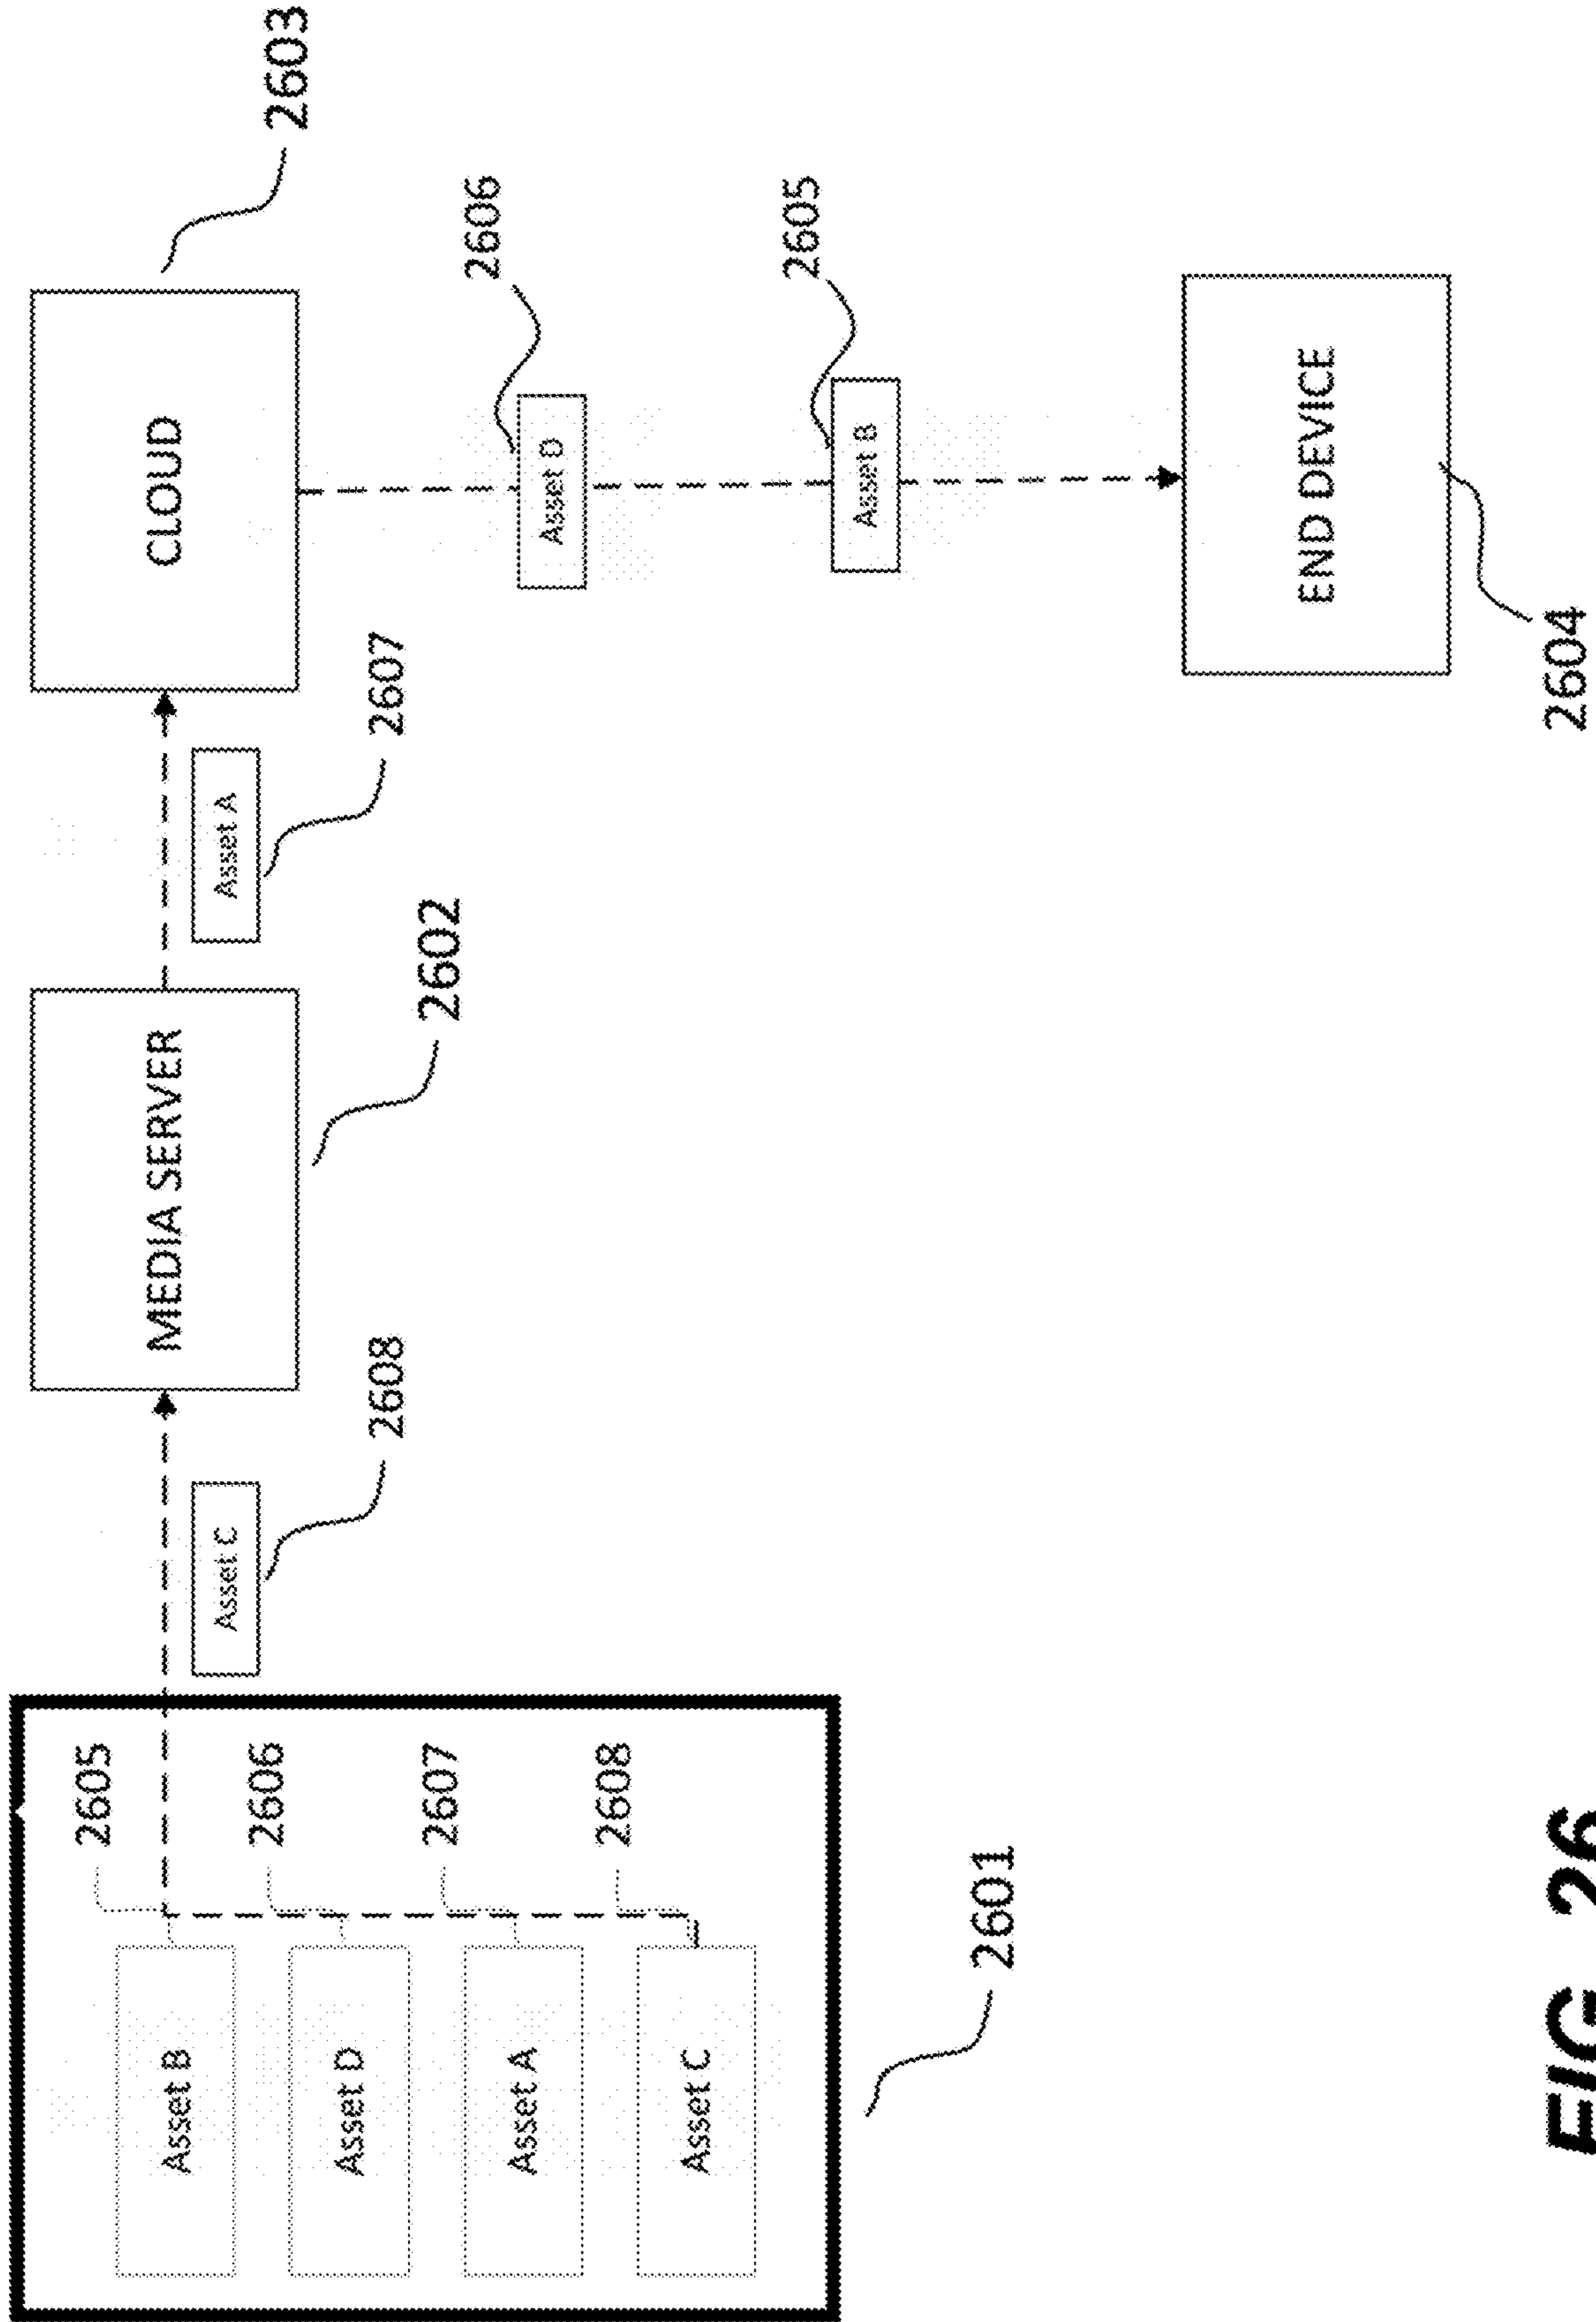 2605
Asset B
2606
Asset D
2607
Asset A
2608
Asset C
2601
Asset C
2608
MEDIA SERVER
2602
Asset A
2607
CLOUD
2603
Asset D
2606
Asset B
2605
END DEVICE
2604
FIG. 26